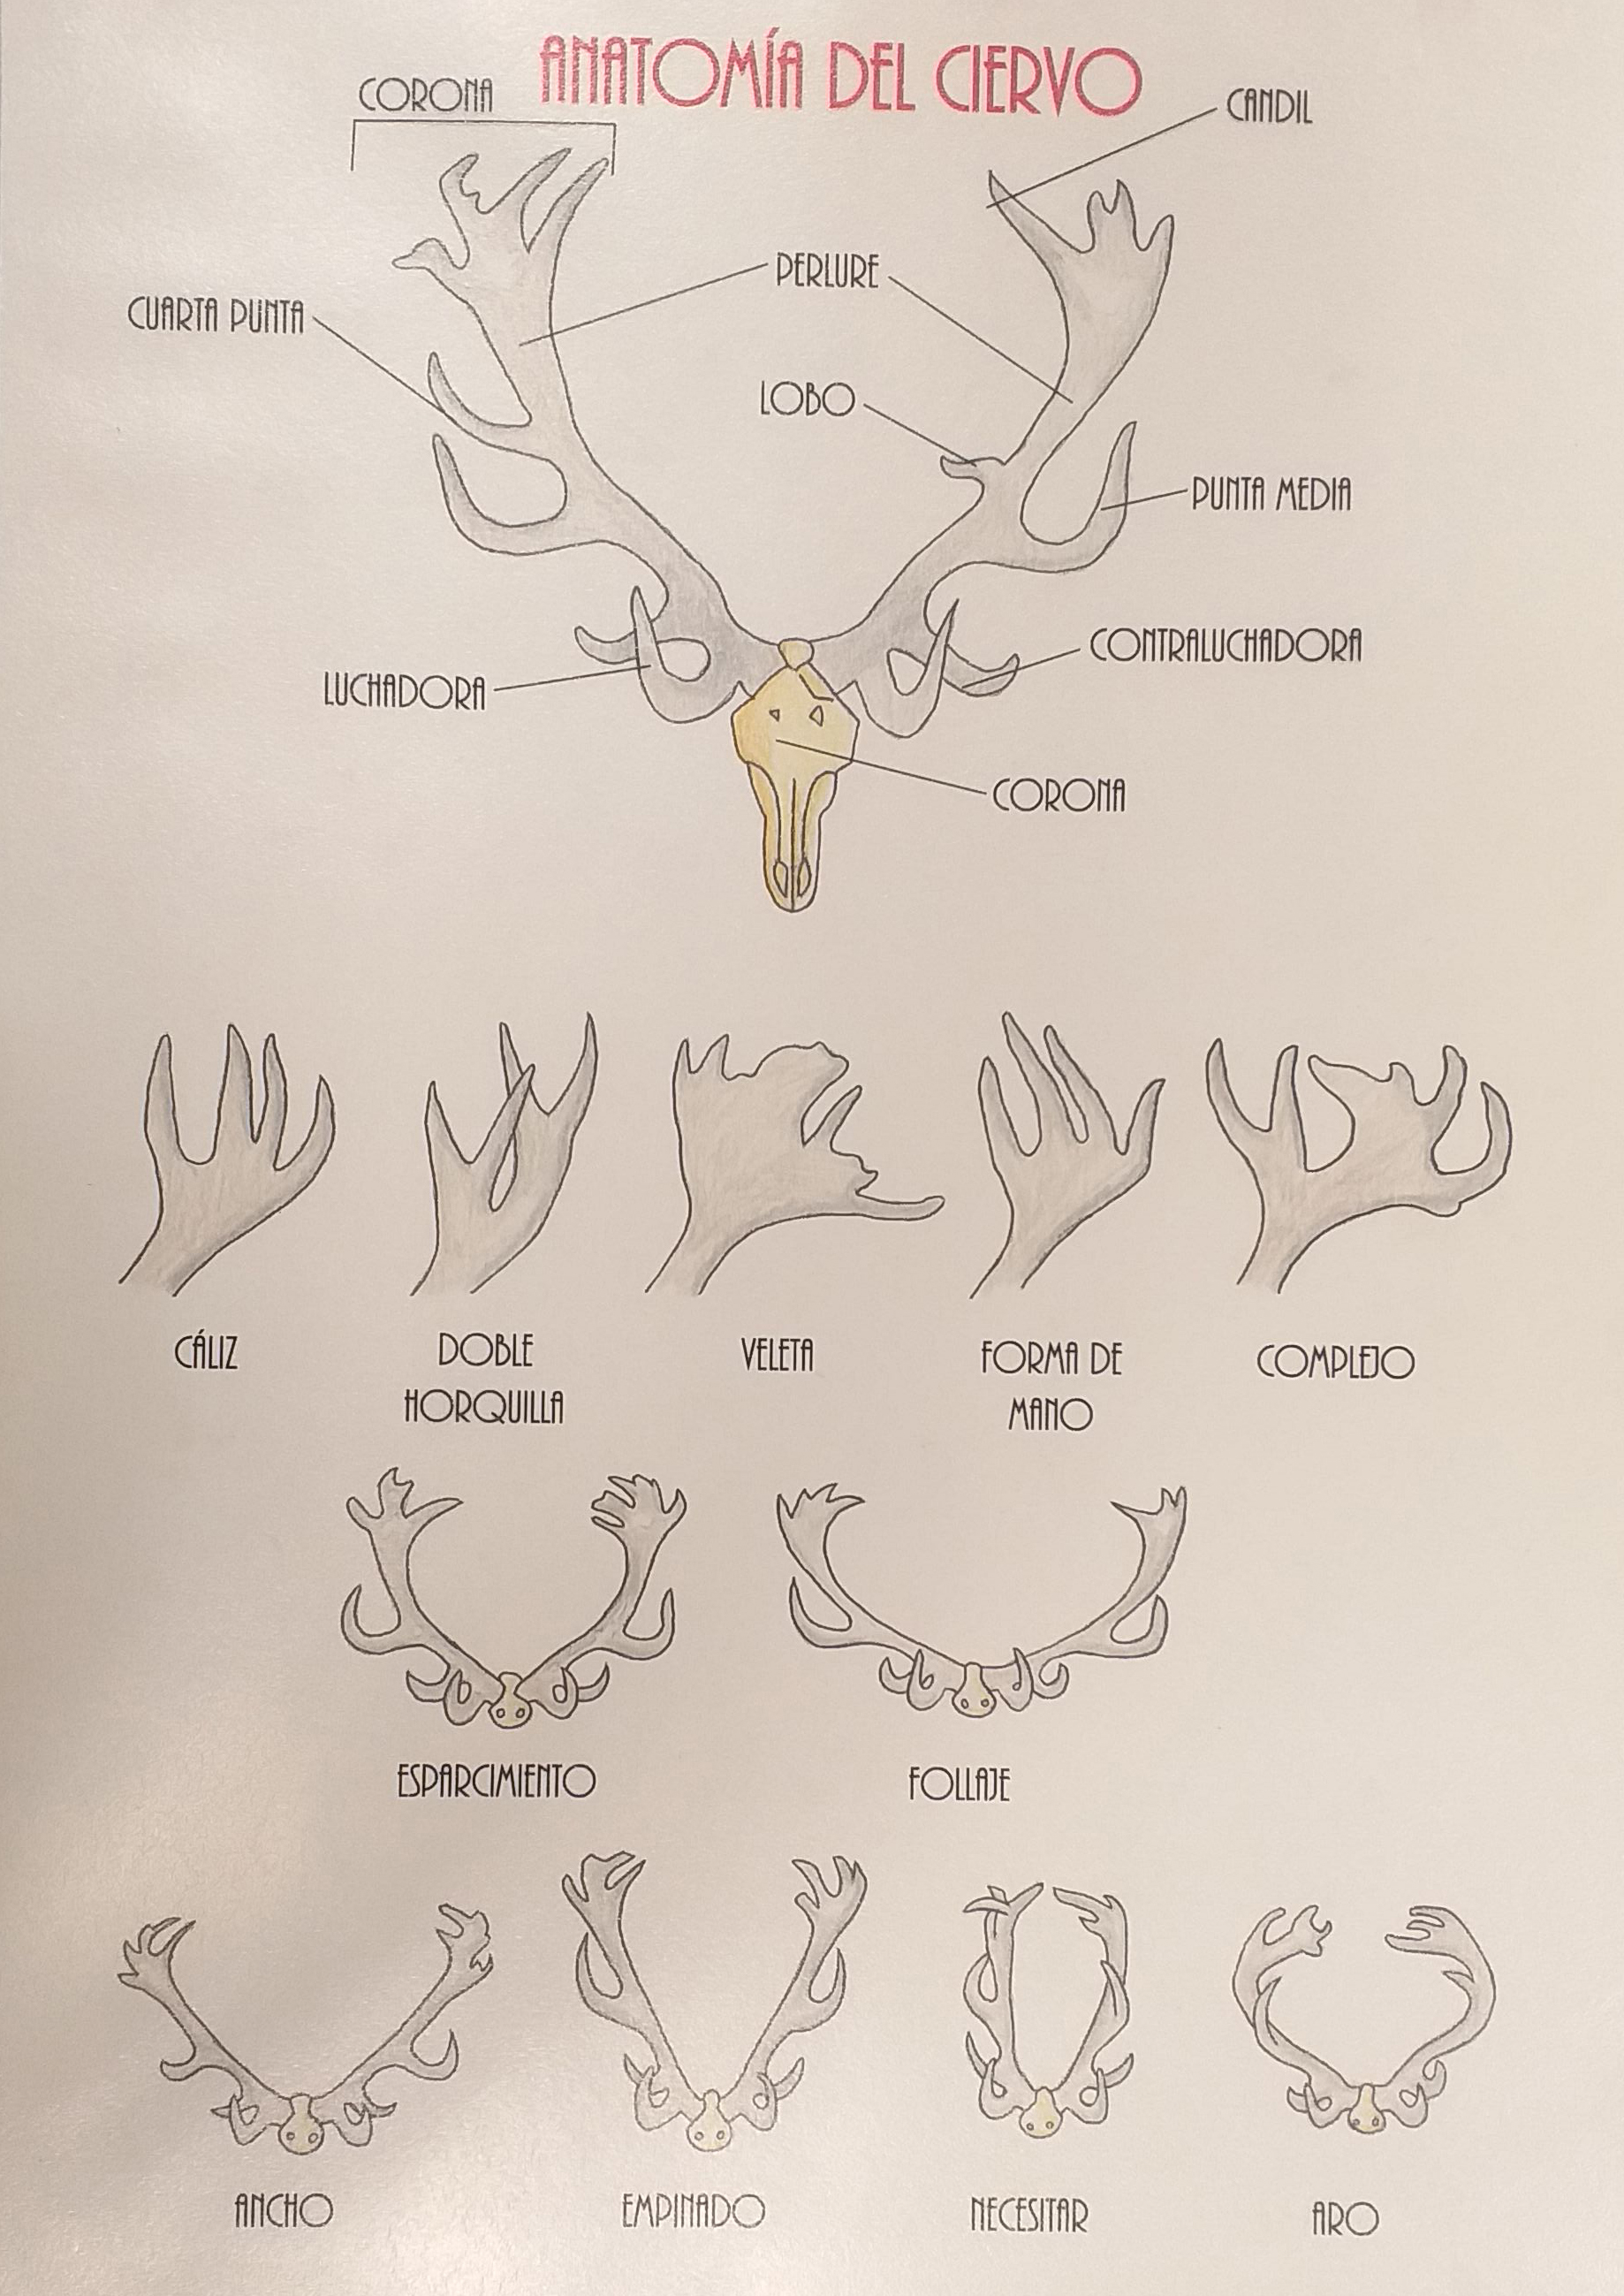 ANATOMÍA DEL CIERVO
CORONA
CANDIL
PERLURE
CUARTA PUNTA
LOBO
PUNTA MEDIA
CONTRALUCHADORA
LUCHADORA
CORONA
CÁLIZ
DOBLE
HORQUILLA
VELETA
FORMA DE
MANO
COMPLEJO
ESPARCIMIENTO
FOLLAJE
ANCHO
EMPINADO
NECESITAR
ARO